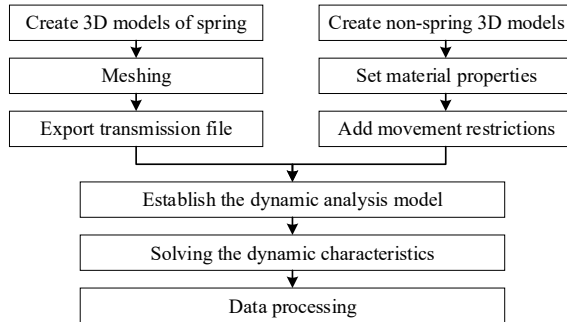 Create 3D models of spring
Create non-spring 3D models
Meshing
Set material properties
Export transmission file
Add movement restrictions
Establish the dynamic analysis model
Solving the dynamic characteristics
Data processing